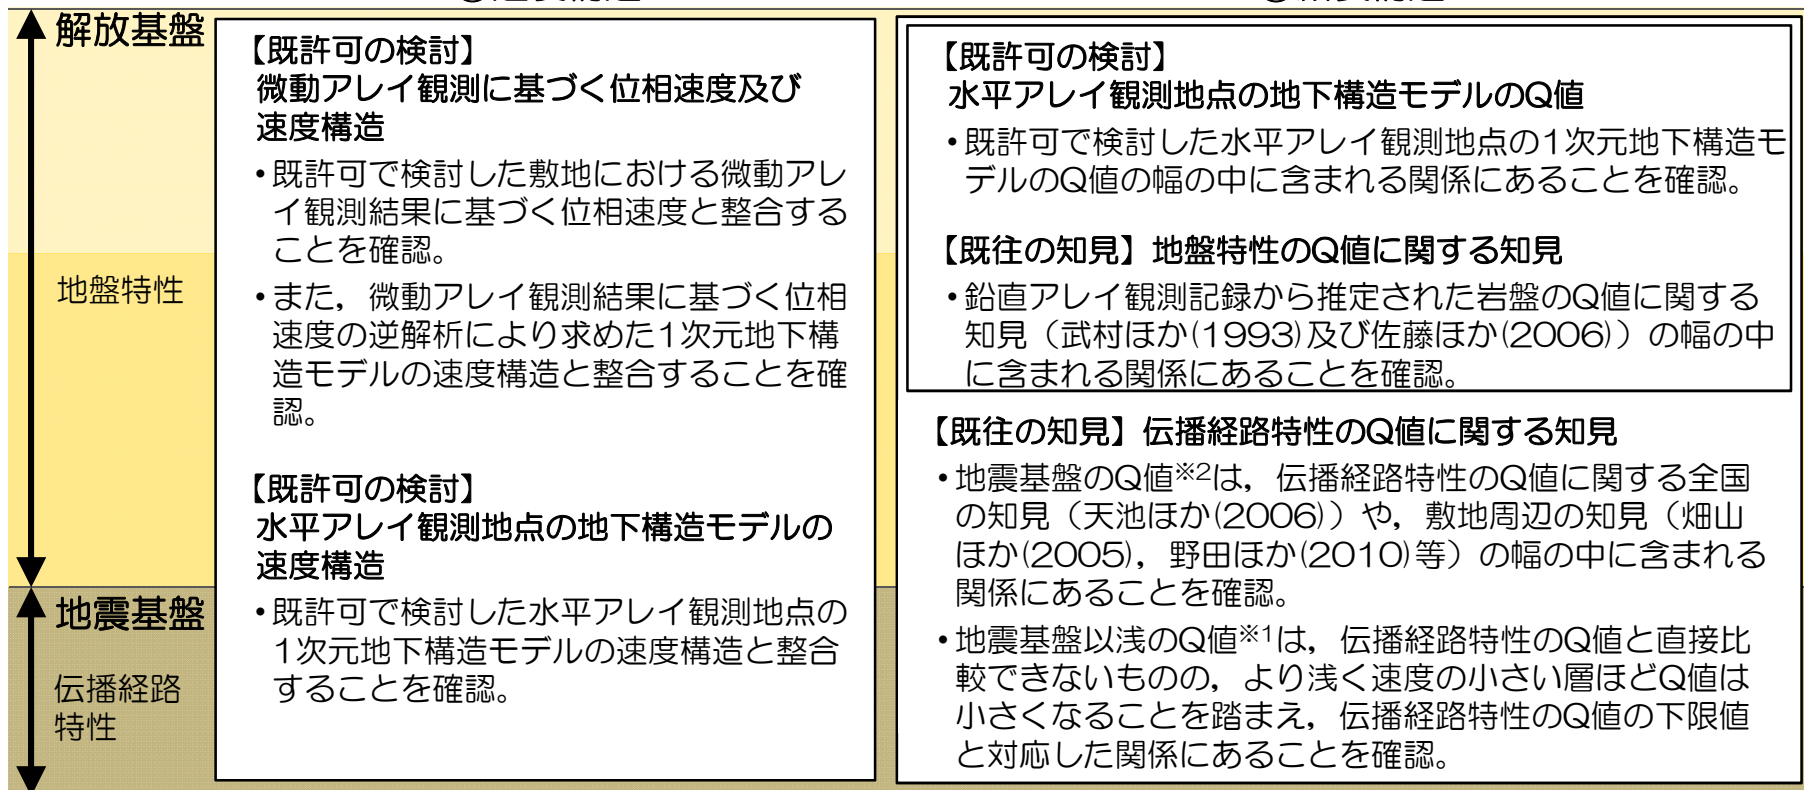 解放基盤
地盤特性
地震基盤
伝播経路
特性
【既許可の検討】
微動アレイ観測に基づく位相速度及び
速度構造
•既許可で検討した敷地における微動アレ
イ観測結果に基づく位相速度と整合する
ことを確認。
•また，微動アレイ観測結果に基づく位相
速度の逆解析により求めた1次元地下構
造モデルの速度構造と整合することを確
認。
【既許可の検討】
水平アレイ観測地点の地下構造モデルの
速度構造
•既許可で検討した水平アレイ観測地点の
1次元地下構造モデルの速度構造と整合
することを確認。
【既許可の検討】
水平アレイ観測地点の地下構造モデルのQ値
•既許可で検討した水平アレイ観測地点の1次元地下構造モ
デルのQ値の幅の中に含まれる関係にあることを確認。
【既往の知見】地盤特性のQ値に関する知見
•鉛直アレイ観測記録から推定された岩盤のQ値に関する
知見（武村ほか(1993)及び佐藤ほか(2006)）の幅の中
に含まれる関係にあることを確認。
【既往の知見】伝播経路特性のQ値に関する知見
•地震基盤のQ値※2は，伝播経路特性のQ値に関する全国
の知見（天池ほか(2006)）や，敷地周辺の知見（畑山
ほか(2005)，野田ほか(2010)等）の幅の中に含まれる
関係にあることを確認。
•地震基盤以浅のQ値※1は，伝播経路特性のQ値と直接比
較できないものの，より浅く速度の小さい層ほどQ値は
小さくなることを踏まえ，伝播経路特性のQ値の下限値
と対応した関係にあることを確認。